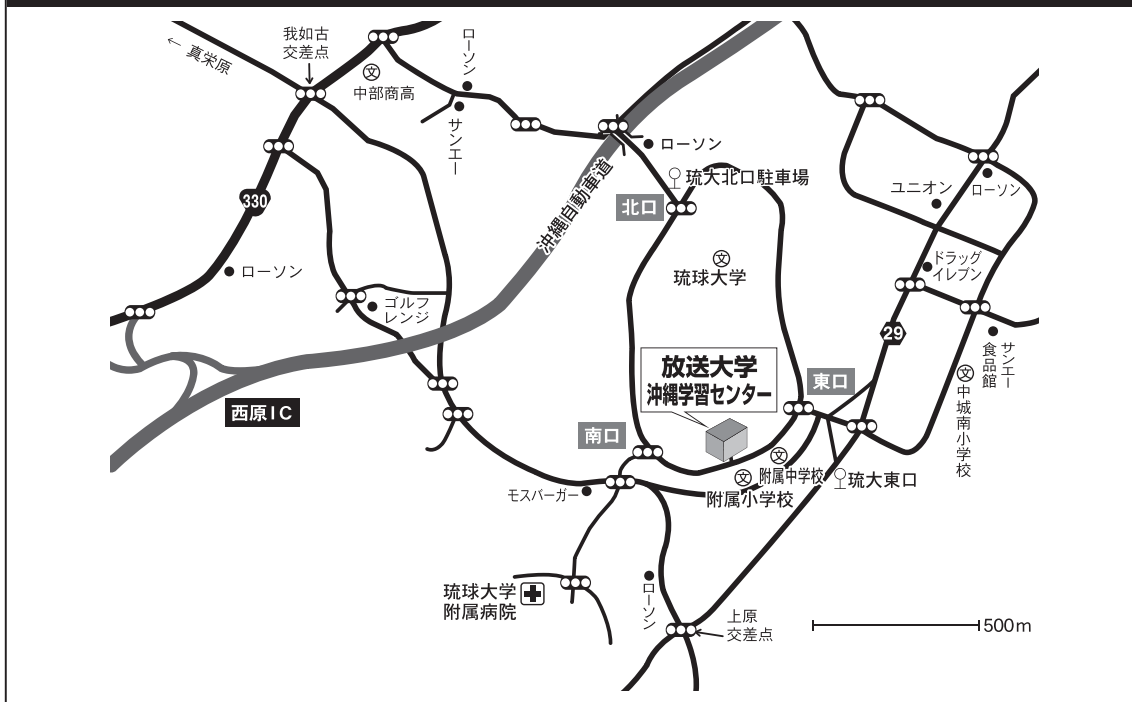 我如古
交差点
← 真栄原
中部商高
文
ローソン
サンエー
ローソン
琉大北口駐車場
北口
沖縄自動車道
330
ローソン
ゴルフ
レンジ
西原IC
文
琉球大学
放送大学
沖縄学習センター
東口
南口
ユニオン
ローソン
ドラッグ
イレブン
29
サンエー
食品館
文
中城南小学校
文
附属中学校
文
附属小学校
琉大東口
モスバーガー
琉球大学
附属病院
ローソン
上原
交差点
500m